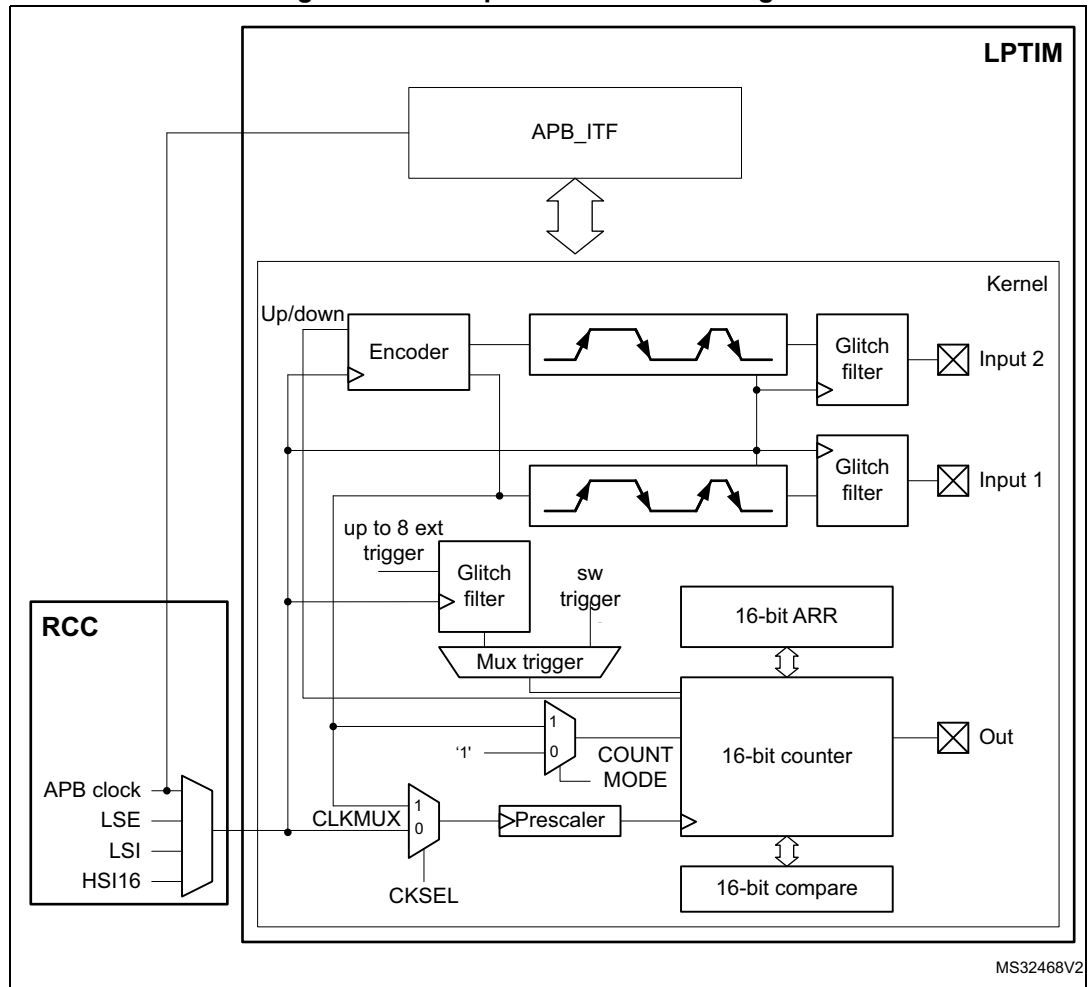 LPTIM
APB_ITF
Kernel
Up/down
Encoder
Glitch
filter
Input 2
Glitch
filter
Input 1
up to 8 ext
trigger
Glitch
filter
sw
trigger
16-bit ARR
RCC
Mux trigger
1
'1'
0
COUNT
MODE
16-bit counter
Out
APB clock
LSE
LSI
HSI16
CLKMUX
1
0
Prescaler
CKSEL
16-bit compare
MS32468V2